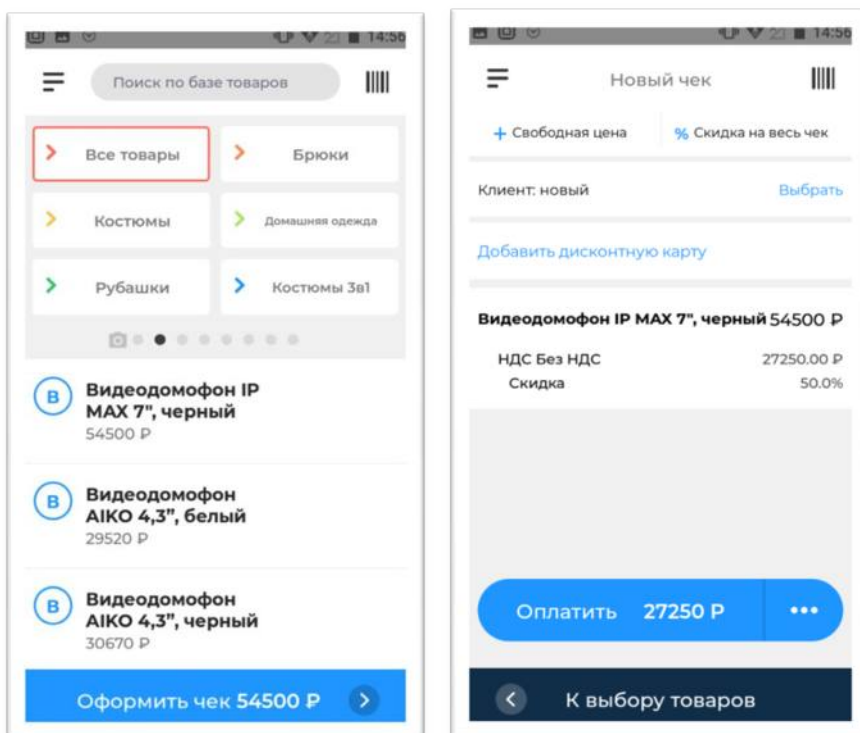 14:56
Поиск по базе товаров
Все товары
Брюки
Костюмы
Домашняя одежда
Рубашки
Костюмы 3в1
В
Видеодомофон IP
MAX 7", черный
54500 ₽
В
Видеодомофон
AIKO 4,3”, белый
29520 ₽
В
Видеодомофон
AIKO 4,3”, черный
30670 ₽
Оформить чек 54500 ₽
14:56
Новый чек
+ Свободная цена
% Скидка на весь чек
Клиент: новый
Выбрать
Добавить дисконтную карту
Видеодомофон IP MAX 7", черный 54500 ₽
НДС Без НДС 27250.00 ₽
Скидка 50.0%
Оплатить 27250 Р
К выбору товаров